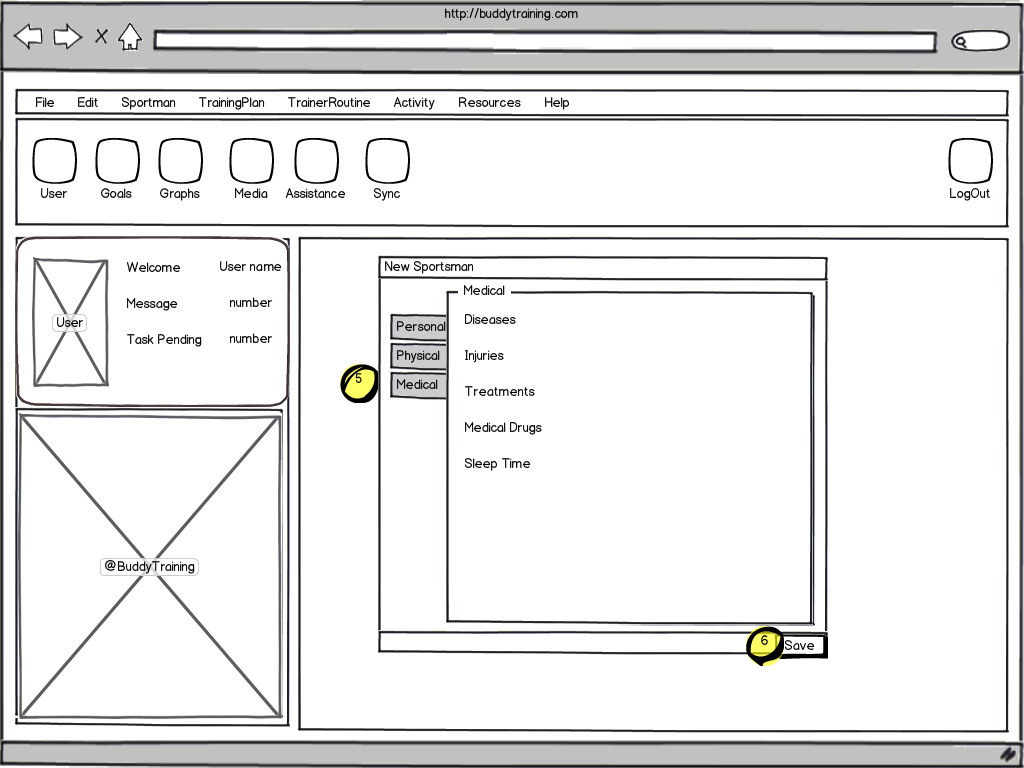 http://buddytraining.com
File Edit Sportman TrainingPlan TrainerRoutine Activity Resources Help
User Goals Graphs Media Assistance Sync LogOut
User
Welcome User name
Message number
Task Pending number
@BuddyTraining
New Sportsman
Medical
Personal
Physical
Medical
5
Diseases
Injuries
Treatments
Medical Drugs
Sleep Time
6
Save